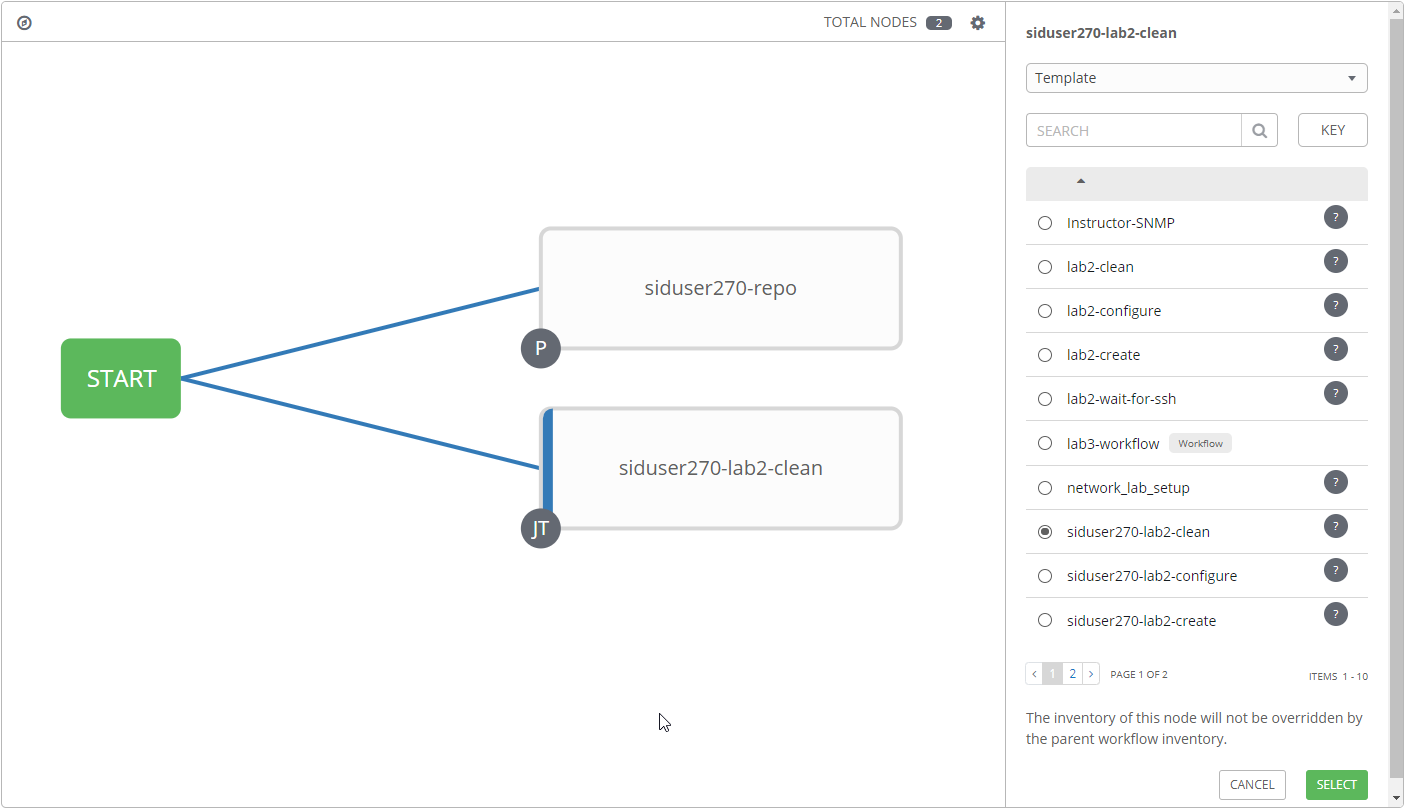 TOTAL NODES 2
START
siduser270-repo
P
siduser270-lab2-clean
JT
siduser270-lab2-clean
Template
SEARCH
KEY
Instructor-SNMP ?
lab2-clean ?
lab2-configure ?
lab2-create ?
lab2-wait-for-ssh ?
lab3-workflow Workflow
network_lab_setup ?
siduser270-lab2-clean ?
siduser270-lab2-configure ?
siduser270-lab2-create ?
‹ 1 2 › PAGE 1 OF 2 ITEMS 1 - 10
The inventory of this node will not be overridden by
the parent workflow inventory.
CANCEL SELECT